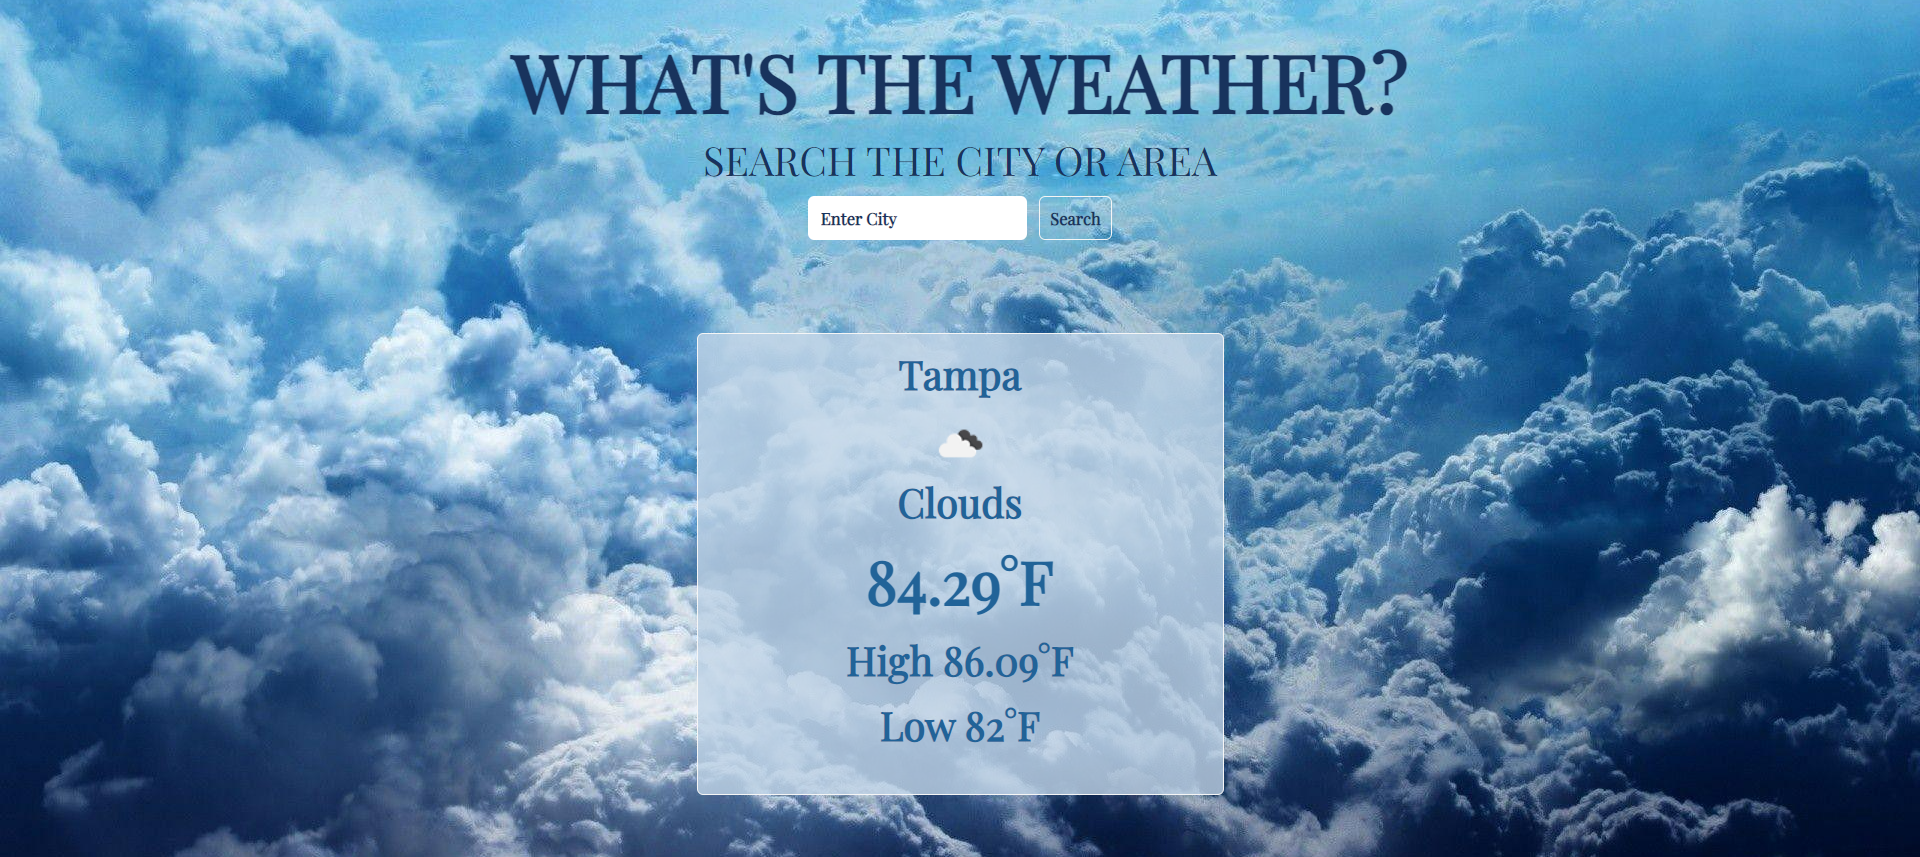 WHAT'S THE WEATHER?
SEARCH THE CITY OR AREA
Enter City
Search
Tampa
Clouds
84.29°F
High 86.09°F
Low 82°F